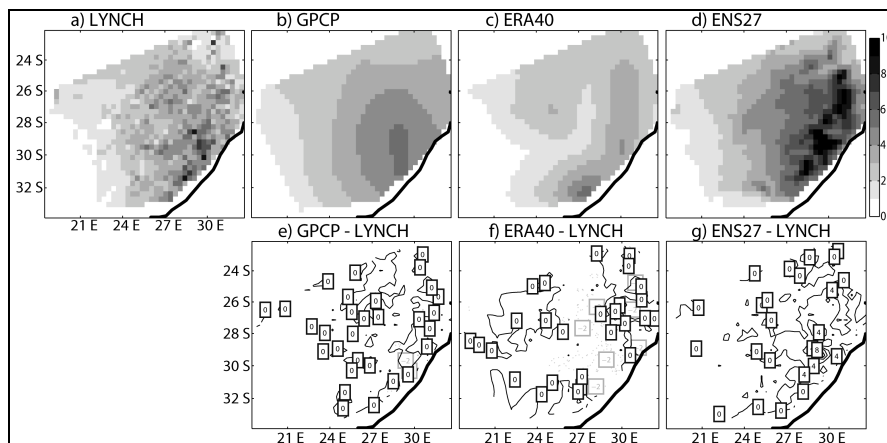 a) LYNCH
b) GPCP
c) ERA40
d) ENS27
24 S
26 S
28 S
30 S
32 S
21 E 24 E 27 E 30 E
10
8
6
4
2
0
e) GPCP - LYNCH
f) ERA40 - LYNCH
g) ENS27 - LYNCH
24 S
26 S
28 S
30 S
32 S
21 E 24 E 27 E 30 E
21 E 24 E 27 E 30 E
21 E 24 E 27 E 30 E